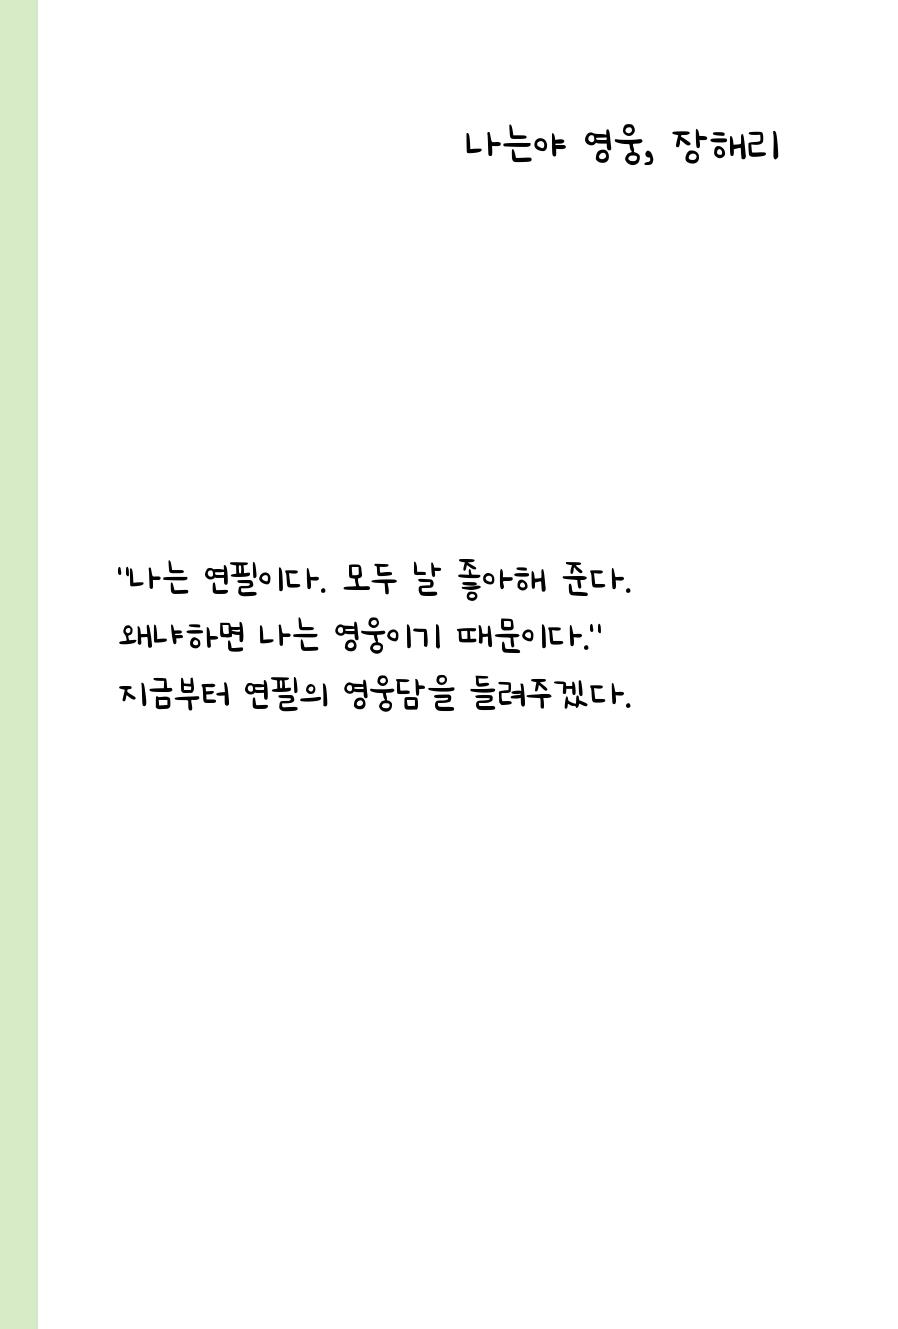 나는야 영웅, 장해리
"나는 연필이다. 모두 날 좋아해 준다.
왜냐하면 나는 영웅이기 때문이다."
지금부터 연필의 영웅담을 들려주겠다.